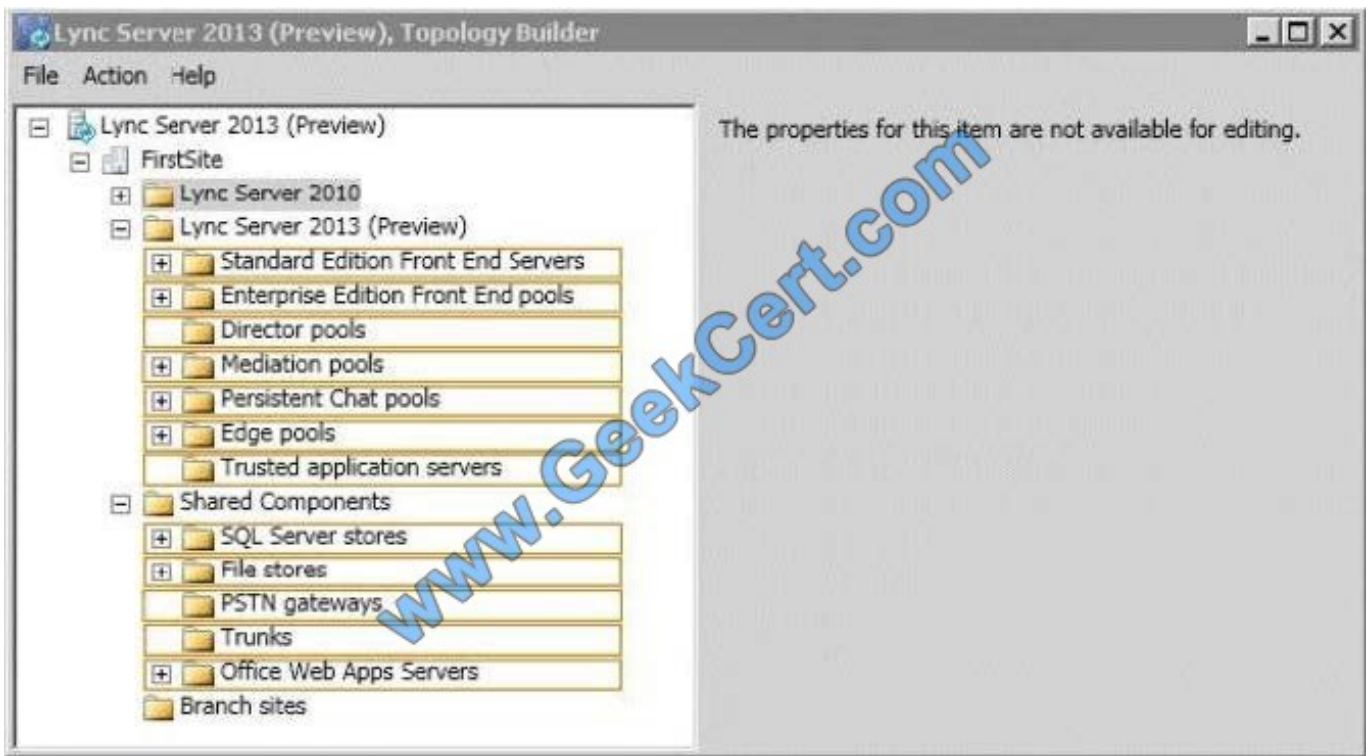 Lync Server 2013 (Preview), Topology Builder
File Action Help
Lync Server 2013 (Preview)
FirstSite
Lync Server 2010
Lync Server 2013 (Preview)
Standard Edition Front End Servers
Enterprise Edition Front End pools
Director pools
Mediation pools
Persistent Chat pools
Edge pools
Trusted application servers
Shared Components
SQL Server stores
File stores
PSTN gateways
Trunks
Office Web Apps Servers
Branch sites
The properties for this item are not available for editing.
www.GeekCert.com